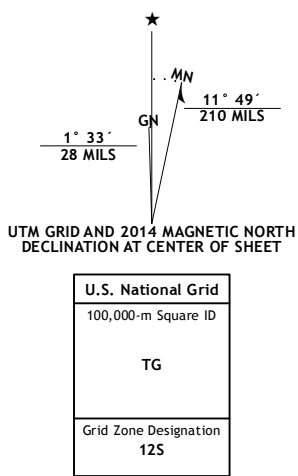 MN
GN
11° 49´
210 MILS
1° 33´
28 MILS
UTM GRID AND 2014 MAGNETIC NORTH
DECLINATION AT CENTER OF SHEET
U.S. National Grid
100,000-m Square ID
TG
Grid Zone Designation
12S